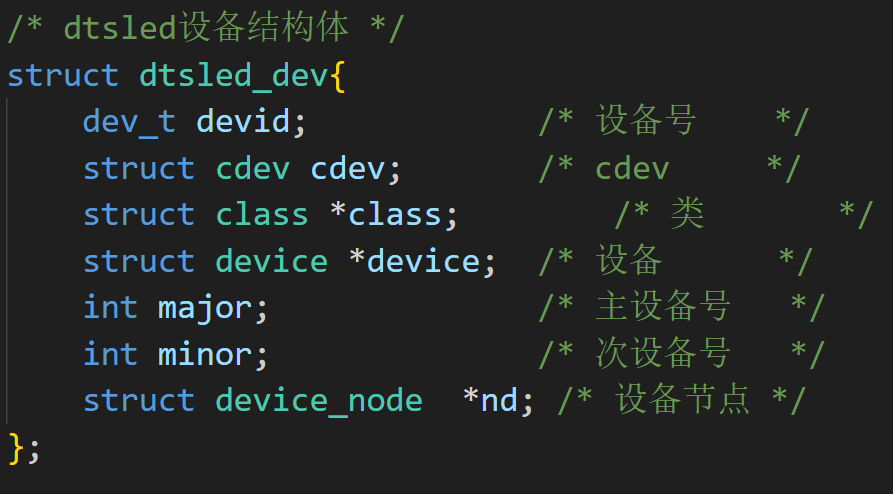 /* dtsled设备结构体 */
struct dtsled_dev{
    dev_t devid;            /* 设备号    */
    struct cdev cdev;       /* cdev     */
    struct class *class;        /* 类       */
    struct device *device;  /* 设备      */
    int major;              /* 主设备号   */
    int minor;              /* 次设备号   */
    struct device_node  *nd; /* 设备节点 */
};